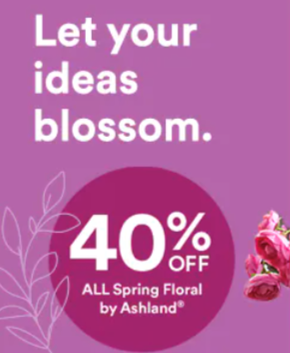 Let your
ideas
blossom.
40% OFF
ALL Spring Floral
by Ashland®